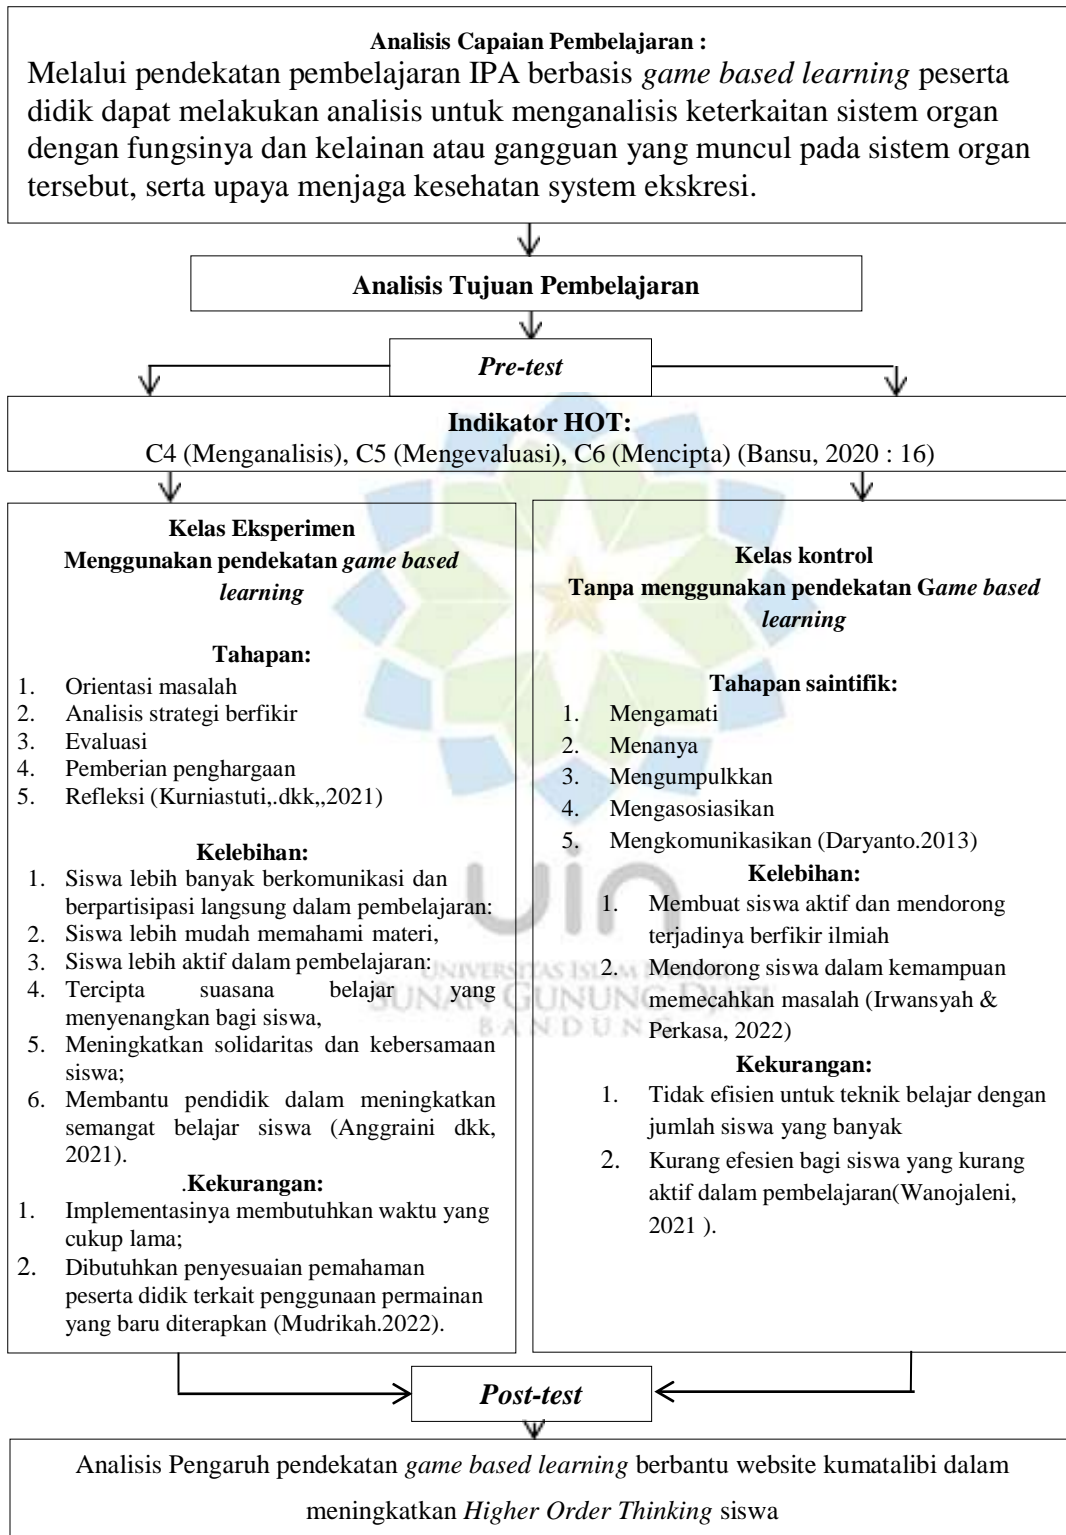 Analisis Capaian Pembelajaran :
Melalui pendekatan pembelajaran IPA berbasis game based learning peserta
didik dapat melakukan analisis untuk menganalisis keterkaitan sistem organ
dengan fungsinya dan kelainan atau gangguan yang muncul pada sistem organ
tersebut, serta upaya menjaga kesehatan system ekskresi.
Analisis Tujuan Pembelajaran
Pre-test
Indikator HOT:
C4 (Menganalisis), C5 (Mengevaluasi), C6 (Mencipta) (Bansu, 2020 : 16)
Kelas Eksperimen
Menggunakan pendekatan game based
learning
Tahapan:
1. Orientasi masalah
2. Analisis strategi berfikir
3. Evaluasi
4. Pemberian penghargaan
5. Refleksi (Kurniastuti,.dkk,,2021)
Kelebihan:
1. Siswa lebih banyak berkomunikasi dan
berpartisipasi langsung dalam pembelajaran:
2. Siswa lebih mudah memahami materi,
3. Siswa lebih aktif dalam pembelajaran:
4. Tercipta suasana belajar yang
menyenangkan bagi siswa,
5. Meningkatkan solidaritas dan kebersamaan
siswa;
6. Membantu pendidik dalam meningkatkan
semangat belajar siswa (Anggraini dkk,
2021).
.Kekurangan:
1. Implementasinya membutuhkan waktu yang
cukup lama;
2. Dibutuhkan penyesuaian pemahaman
peserta didik terkait penggunaan permainan
yang baru diterapkan (Mudrikah.2022).
Kelas kontrol
Tanpa menggunakan pendekatan Game based
learning
Tahapan saintifik:
1. Mengamati
2. Menanya
3. Mengumpulkkan
4. Mengasosiasikan
5. Mengkomunikasikan (Daryanto.2013)
Kelebihan:
1. Membuat siswa aktif dan mendorong
terjadinya berfikir ilmiah
2. Mendorong siswa dalam kemampuan
memecahkan masalah (Irwansyah &
Perkasa, 2022)
Kekurangan:
1. Tidak efisien untuk teknik belajar dengan
jumlah siswa yang banyak
2. Kurang efesien bagi siswa yang kurang
aktif dalam pembelajaran(Wanojaleni,
2021 ).
uin
UNIVERSITAS ISLAM
SUNAN GUNUNG DJATI
BANDUNG
Post-test
Analisis Pengaruh pendekatan game based learning berbantu website kumatalibi dalam
meningkatkan Higher Order Thinking siswa